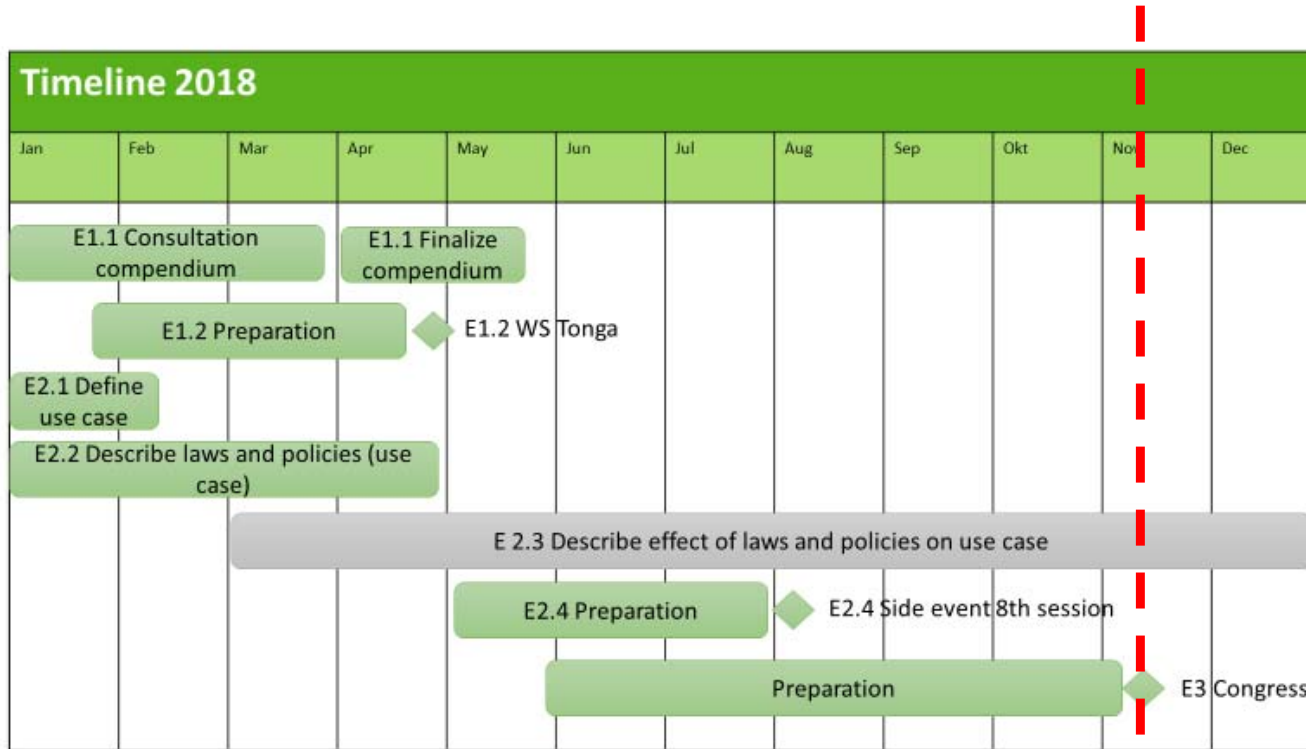 Timeline 2018
Jan Feb Mar Apr May Jun Jul Aug Sep Okt Nov Dec
E1.1 Consultation
compendium
E1.1 Finalize
compendium
E1.2 Preparation
E1.2 WS Tonga
E2.1 Define
use case
E2.2 Describe laws and policies (use
case)
E 2.3 Describe effect of laws and policies on use case
E2.4 Preparation
E2.4 Side event 8th session
Preparation
E3 Congress